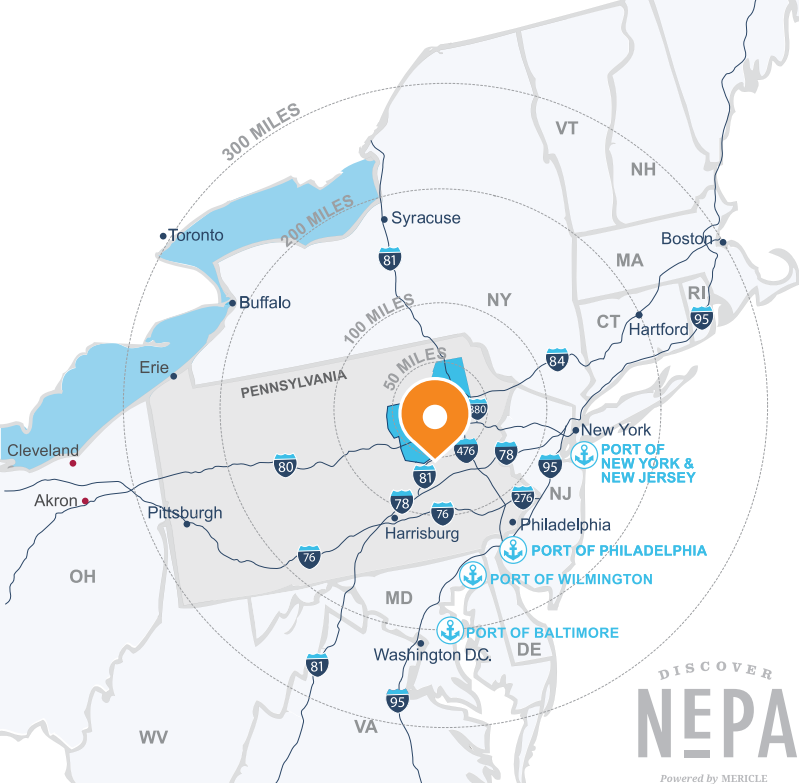 300 MILES
VT
NH
200 MILES
Toronto
Syracuse
Boston
81
MA
Buffalo
100 MILES
NY
RI
CT
Hartford
95
50 MILES
84
Erie
PENNSYLVANIA
380
New York
Cleveland
80
476
78
95
PORT OF
NEW YORK &
NEW JERSEY
81
Akron
Pittsburgh
78
76
276
NJ
Harrisburg
Philadelphia
76
PORT OF PHILADELPHIA
OH
PORT OF WILMINGTON
MD
PORT OF BALTIMORE
Washington D.C.
DE
81
95
VA
WV
DISCOVER
NEPA
Powered by MERICLE